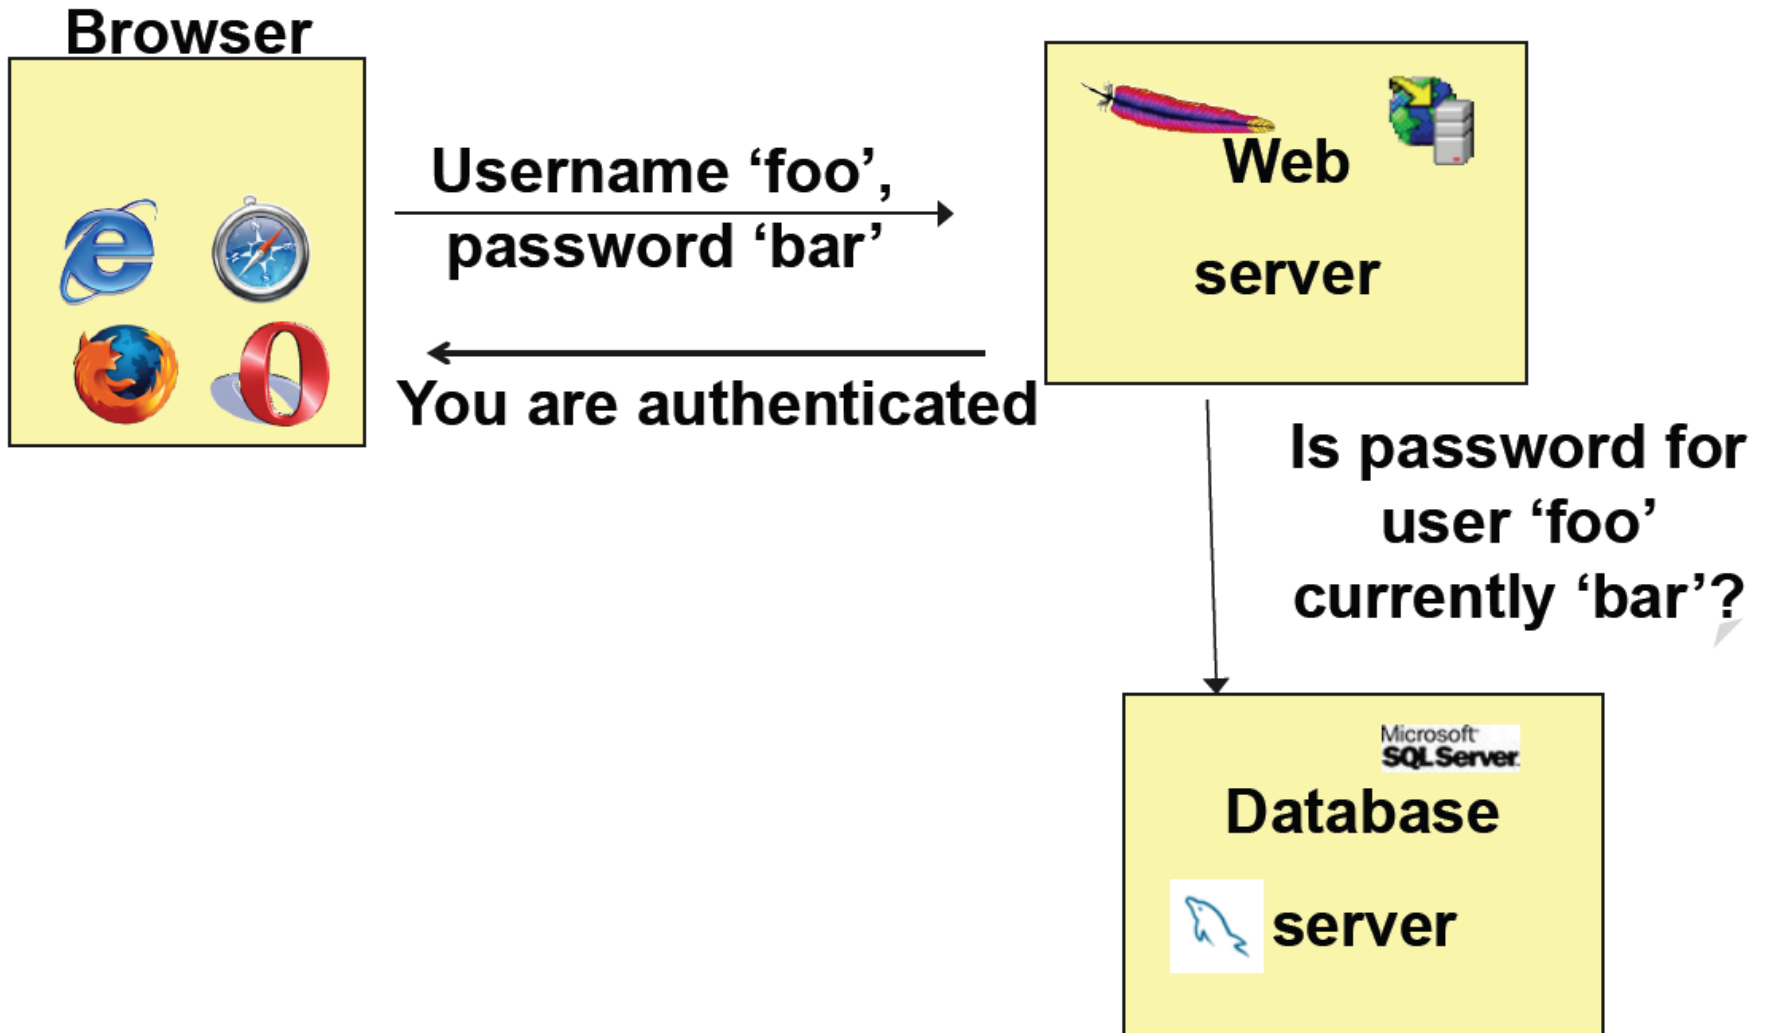 Browser
Username ‘foo’,
password ‘bar’
You are authenticated
Web
server
Is password for
user ‘foo’
currently ‘bar’?
Microsoft
SQL Server
Database
server